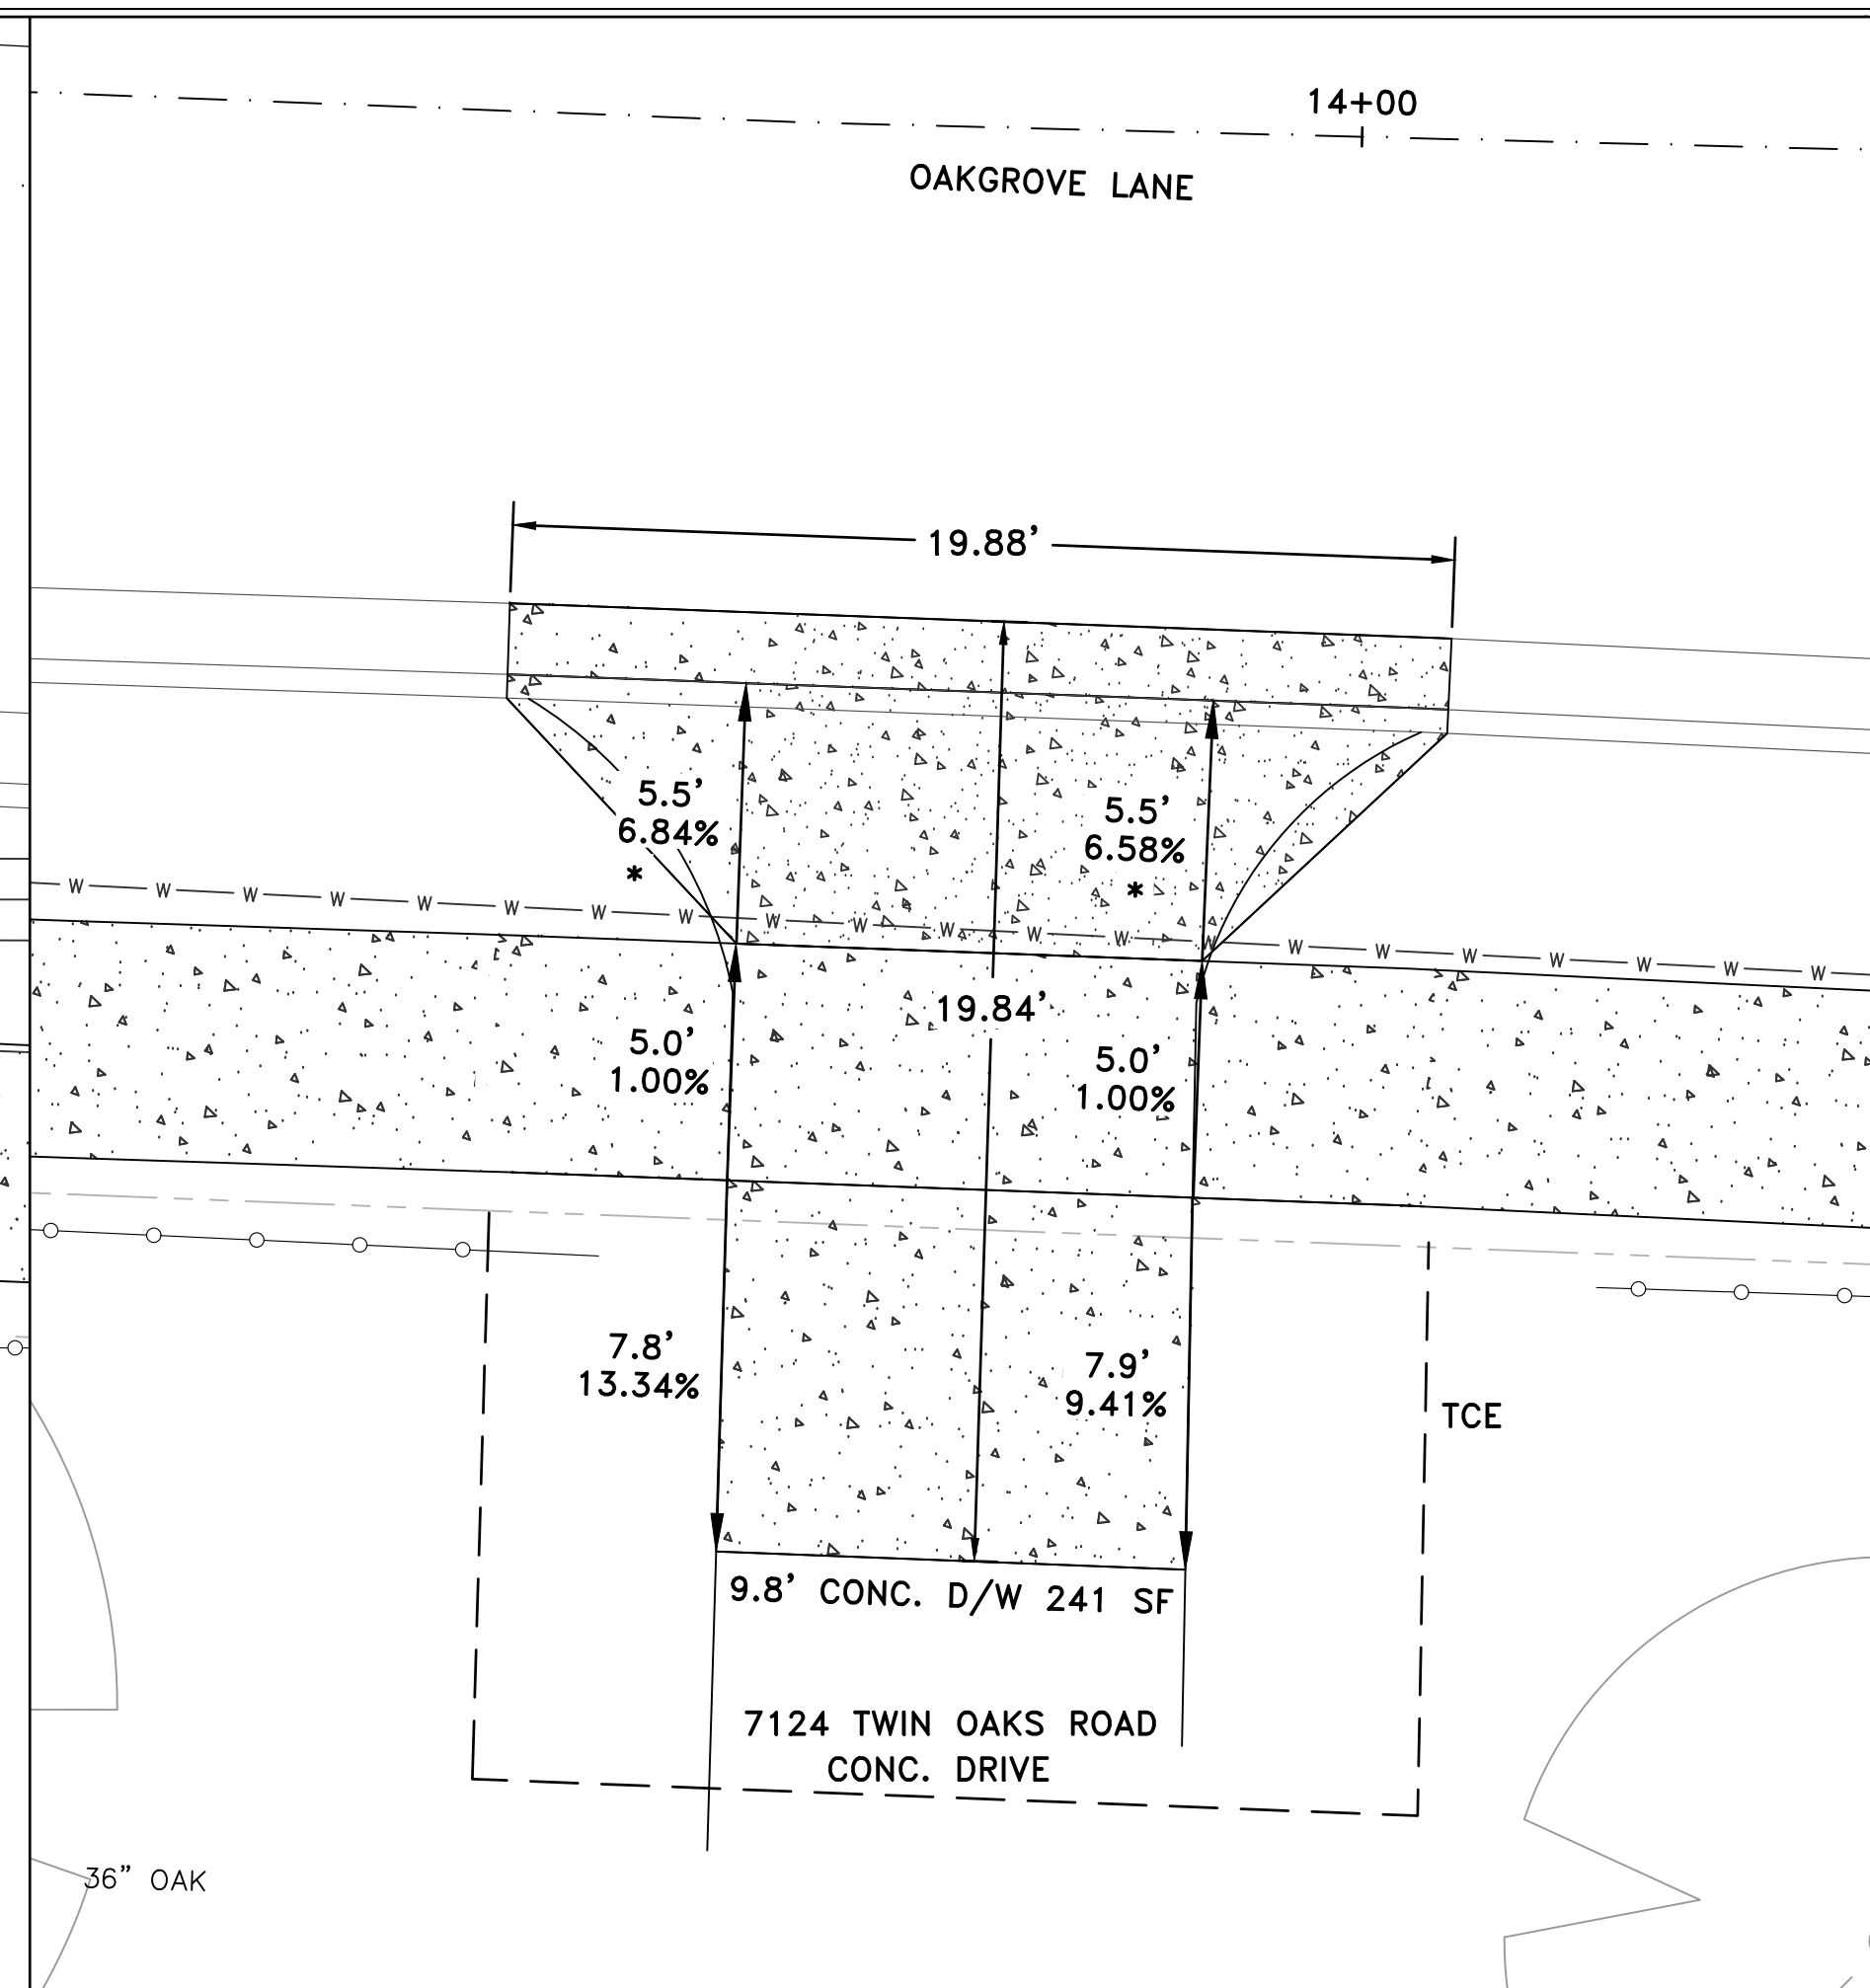 14+00
OAKGROVE LANE
19.88'
5.5'
6.84%
*
5.5'
6.58%
*
W W W W W W W W W W W W W W W W W W W W W
19.84'
5.0'
1.00%
5.0'
1.00%
7.8'
13.34%
7.9'
9.41%
TCE
9.8' CONC. D/W 241 SF
7124 TWIN OAKS ROAD
CONC. DRIVE
36" OAK